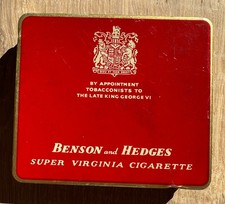 BY APPOINTMENT
TOBACCONISTS TO
THE LATE KING GEORGE VI
BENSON and HEDGES
SUPER VIRGINIA CIGARETTE